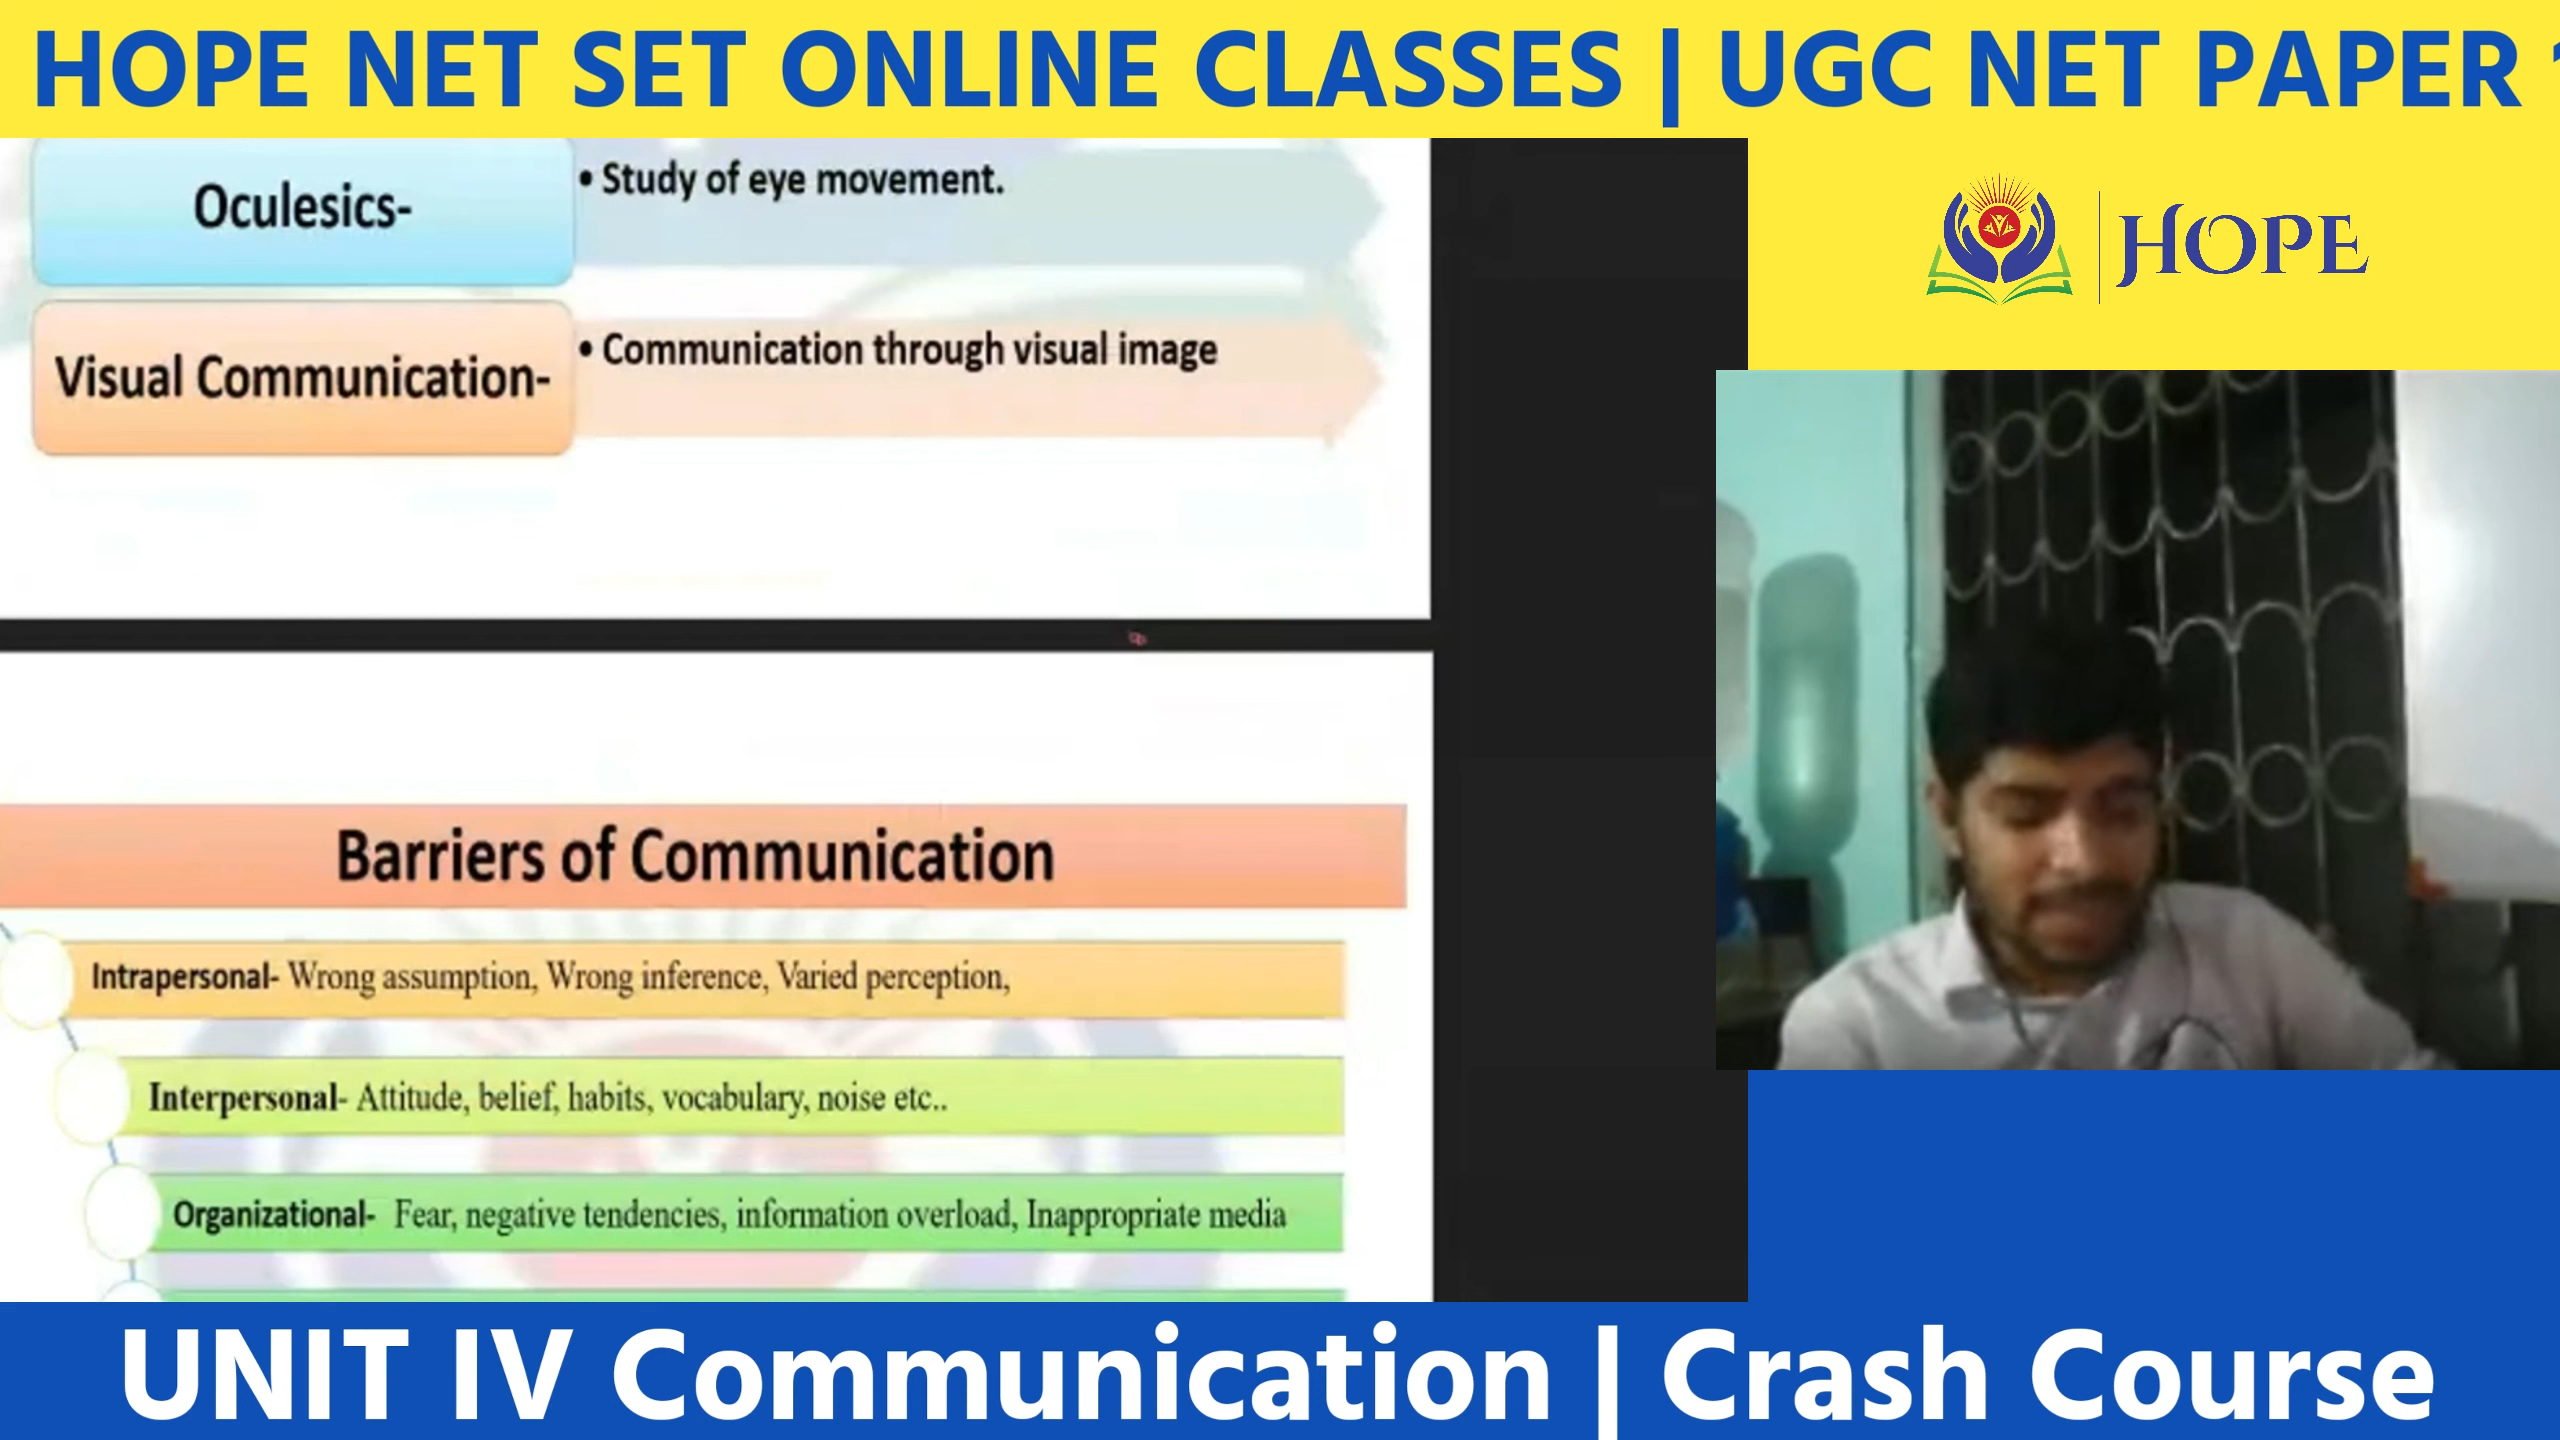 HOPE NET SET ONLINE CLASSES | UGC NET PAPER
HOPE
Oculesics-
• Study of eye movement.
Visual Communication-
• Communication through visual image
Barriers of Communication
Intrapersonal- Wrong assumption, Wrong inference, Varied perception,
Interpersonal- Attitude, belief, habits, vocabulary, noise etc..
Organizational- Fear, negative tendencies, information overload, Inappropriate media
UNIT IV Communication | Crash Course